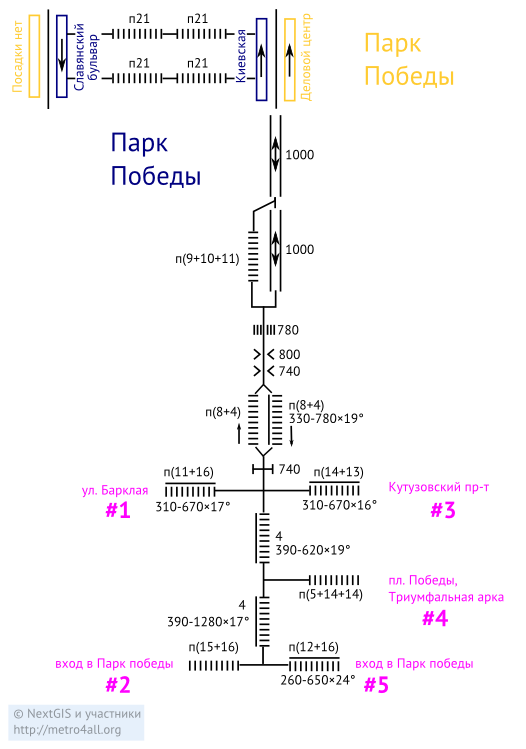 Посадки нет
Славянский
бульвар
п21
п21
п21
п21
Киевская
Деловой центр
Парк
Победы
Парк
Победы
1000
1000
п(9+10+11)
780
800
740
п(8+4)
п(8+4)
330-780×19°
740
п(11+16)
п(14+13)
ул. Барклая
#1
310-670×17°
310-670×16°
Кутузовский пр-т
#3
4
390-620×19°
п(5+14+14)
пл. Победы,
Триумфальная арка
#4
4
390-1280×17°
п(15+16)
п(12+16)
вход в Парк победы
#2
260-650×24°
вход в Парк победы
#5
© NextGIS и участники
http://metro4all.org